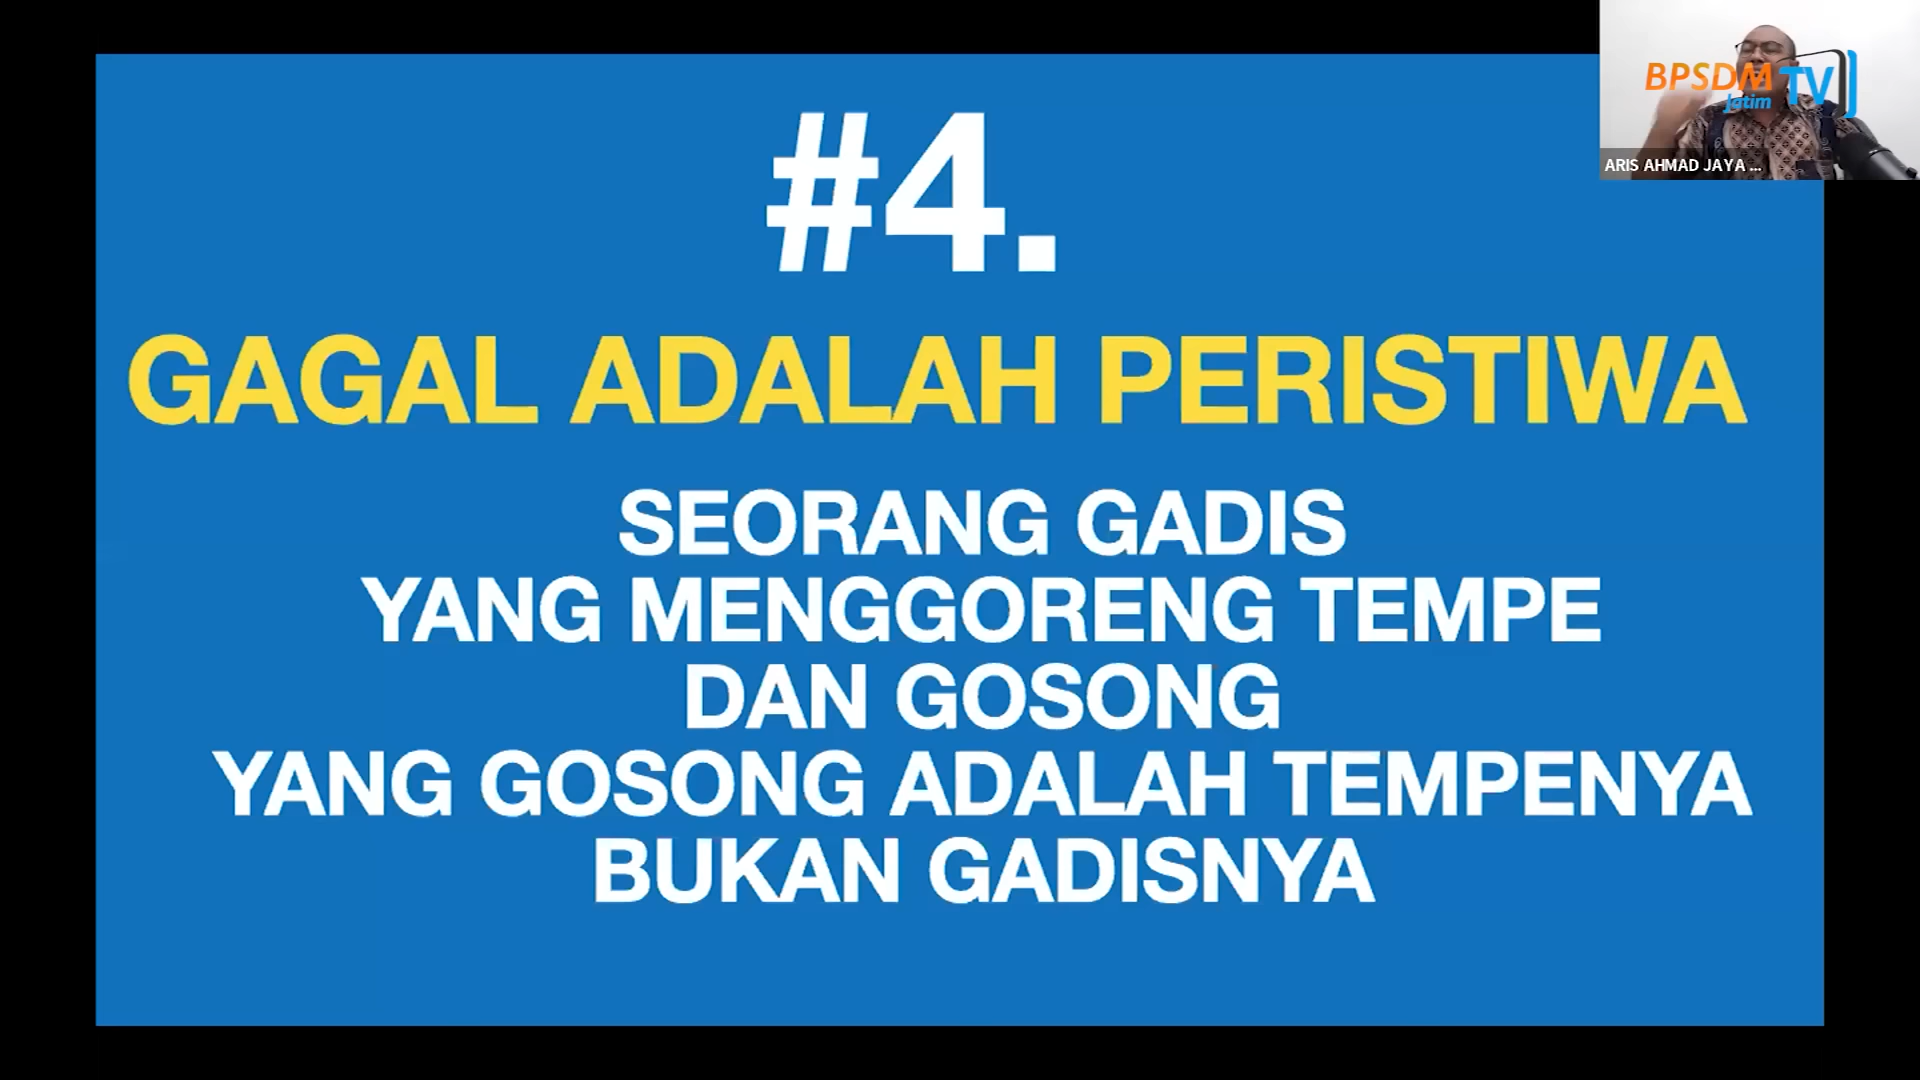 #4.
GAGAL ADALAH PERISTIWA
SEORANG GADIS
YANG MENGGORENG TEMPE
DAN GOSONG
YANG GOSONG ADALAH TEMPENYA
BUKAN GADISNYA
BPSDM TV
jatim
ARIS AHMAD JAYA ...